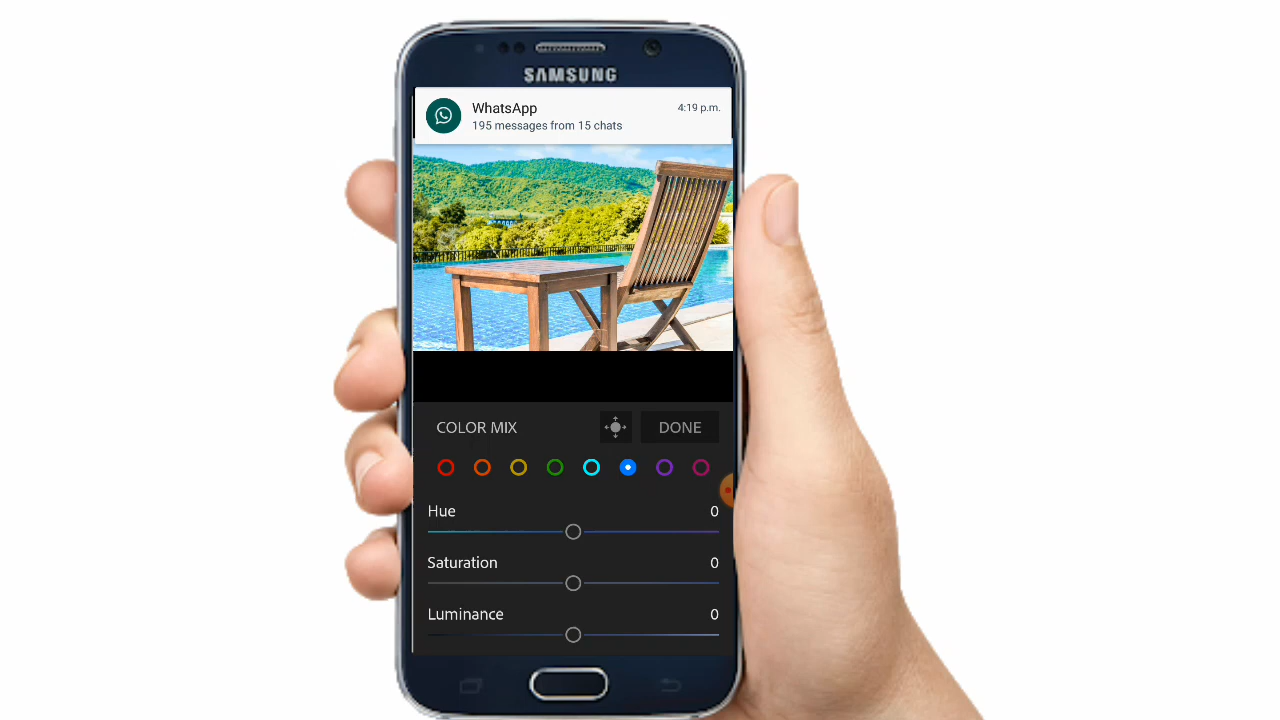 SAMSUNG
WhatsApp 4:19 p.m.
195 messages from 15 chats
COLOR MIX DONE
Hue 0
Saturation 0
Luminance 0